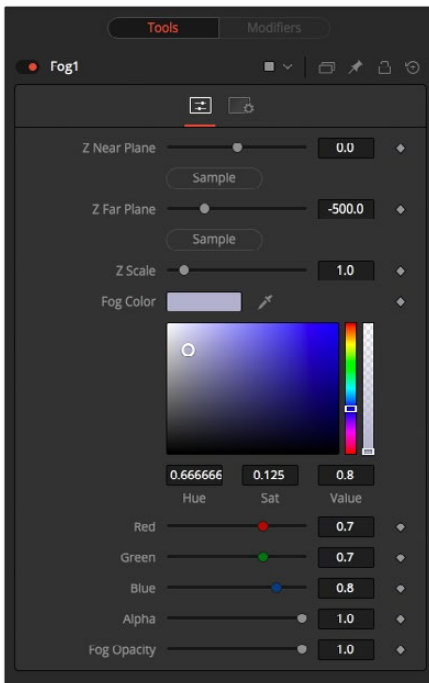 Tools Modifiers
Fog1
Z Near Plane 0.0
Sample
Z Far Plane -500.0
Sample
Z Scale 1.0
Fog Color
0.666666 0.125 0.8
Hue Sat Value
Red 0.7
Green 0.7
Blue 0.8
Alpha 1.0
Fog Opacity 1.0